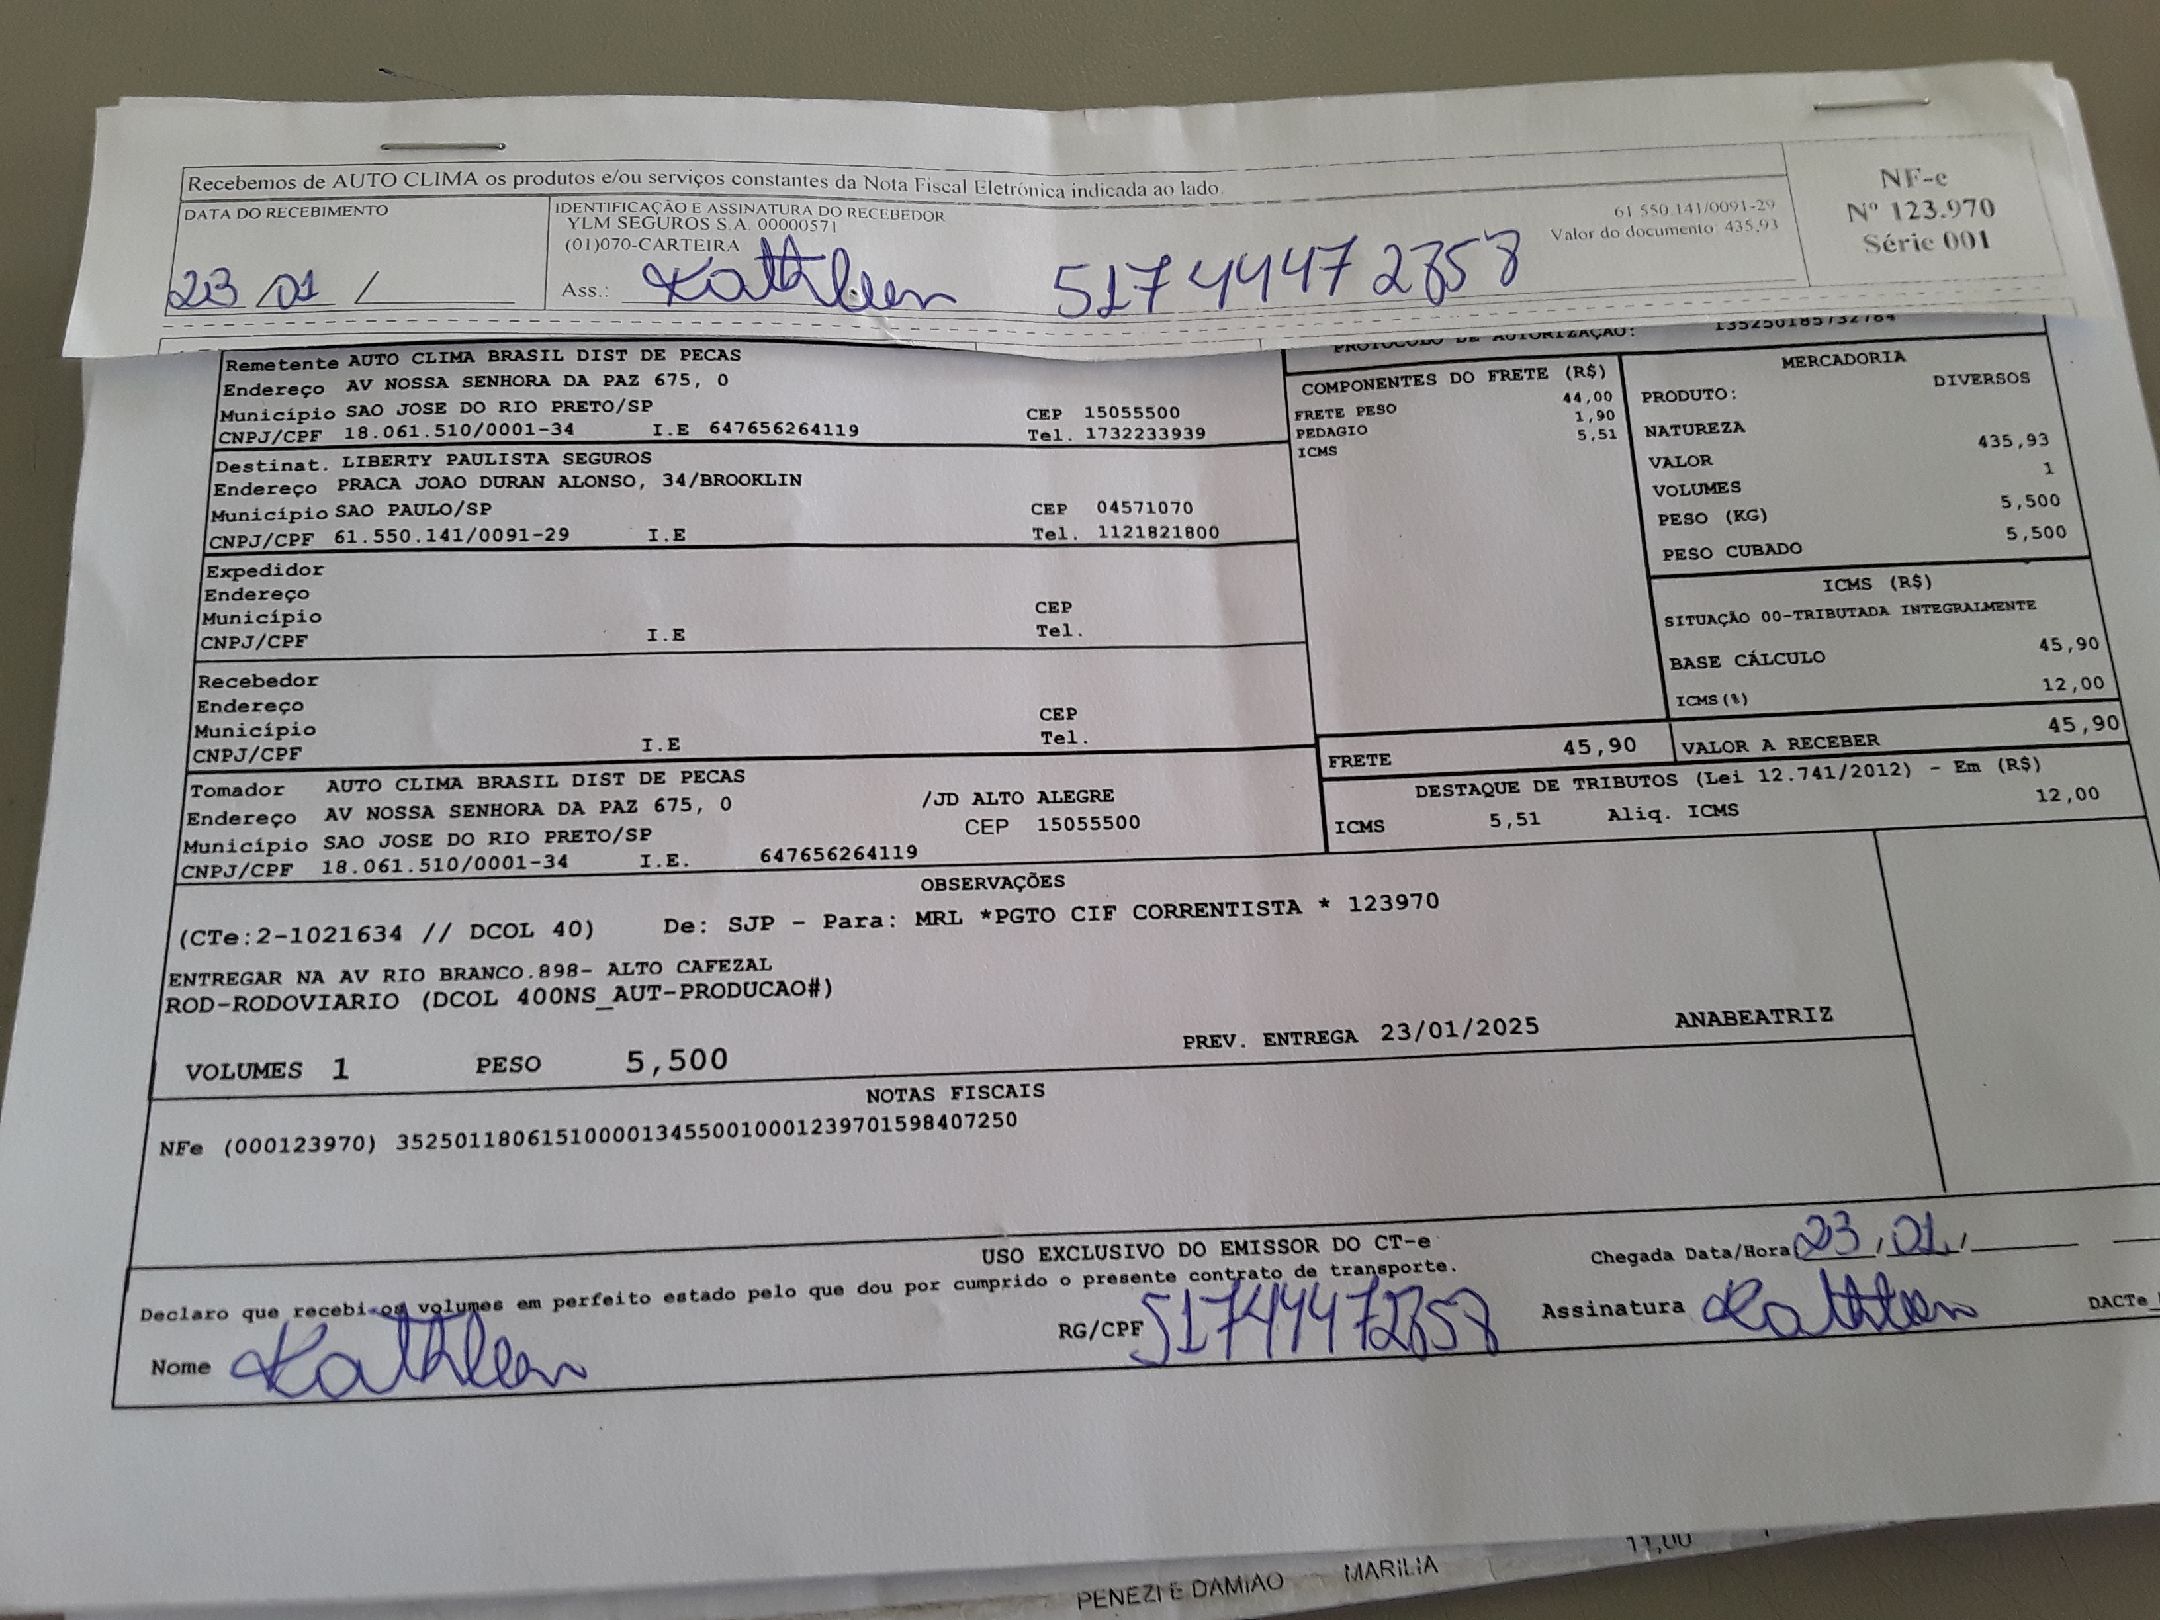 Recebemos de AUTO CLIMA os produtos e/ou serviços constantes da Nota Fiscal Eletrônica indicada ao lado
DATA DO RECEBIMENTO
23/01/
IDENTIFICAÇÃO E ASSINATURA DO RECEBEDOR
YLM SEGUROS S.A. 00000571
(01)070-CARTEIRA
Ass.: Kathleen 51744472858
61.550.141/0091-29
Valor do documento: 435,93
NF-e
Nº 123.970
Série 001
PROTOCOLO DE AUTORIZAÇÃO: 135250185732784
Remetente AUTO CLIMA BRASIL DIST DE PECAS
Endereço AV NOSSA SENHORA DA PAZ 675, 0
Município SAO JOSE DO RIO PRETO/SP CEP 15055500
CNPJ/CPF 18.061.510/0001-34 I.E 647656264119 Tel. 1732233939
Destinat. LIBERTY PAULISTA SEGUROS
Endereço PRACA JOAO DURAN ALONSO, 34/BROOKLIN
Município SAO PAULO/SP CEP 04571070
CNPJ/CPF 61.550.141/0091-29 I.E Tel. 1121821800
Expedidor
Endereço
Município CEP
CNPJ/CPF I.E Tel.
Recebedor
Endereço
Município CEP
CNPJ/CPF I.E Tel.
Tomador AUTO CLIMA BRASIL DIST DE PECAS
Endereço AV NOSSA SENHORA DA PAZ 675, 0 /JD ALTO ALEGRE
Município SAO JOSE DO RIO PRETO/SP CEP 15055500
CNPJ/CPF 18.061.510/0001-34 I.E. 647656264119
COMPONENTES DO FRETE (R$)
FRETE PESO 44,00
PEDAGIO 1,90
ICMS 5,51
MERCADORIA
PRODUTO: DIVERSOS
NATUREZA
VALOR 435,93
VOLUMES 1
PESO (KG) 5,500
PESO CUBADO 5,500
ICMS (R$)
SITUAÇÃO 00-TRIBUTADA INTEGRALMENTE
BASE CÁLCULO 45,90
ICMS(%) 12,00
FRETE 45,90
VALOR A RECEBER 45,90
DESTAQUE DE TRIBUTOS (Lei 12.741/2012) - Em (R$)
ICMS 5,51 Aliq. ICMS 12,00
OBSERVAÇÕES
(CTe:2-1021634 // DCOL 40) De: SJP - Para: MRL *PGTO CIF CORRENTISTA * 123970
ENTREGAR NA AV RIO BRANCO.898- ALTO CAFEZAL
ROD-RODOVIARIO (DCOL 400NS_AUT-PRODUCAO#)
VOLUMES 1 PESO 5,500 PREV. ENTREGA 23/01/2025 ANABEATRIZ
NOTAS FISCAIS
NFe (000123970) 35250118061510000134550010001239701598407250
USO EXCLUSIVO DO EMISSOR DO CT-e
Declaro que recebi os volumes em perfeito estado pelo que dou por cumprido o presente contrato de transporte.
Chegada Data/Hora 23/01/
Nome Kathleen RG/CPF 51744472858 Assinatura Kathleen
DACTe_
PENEZI E DAMIAO MARILIA 11,00